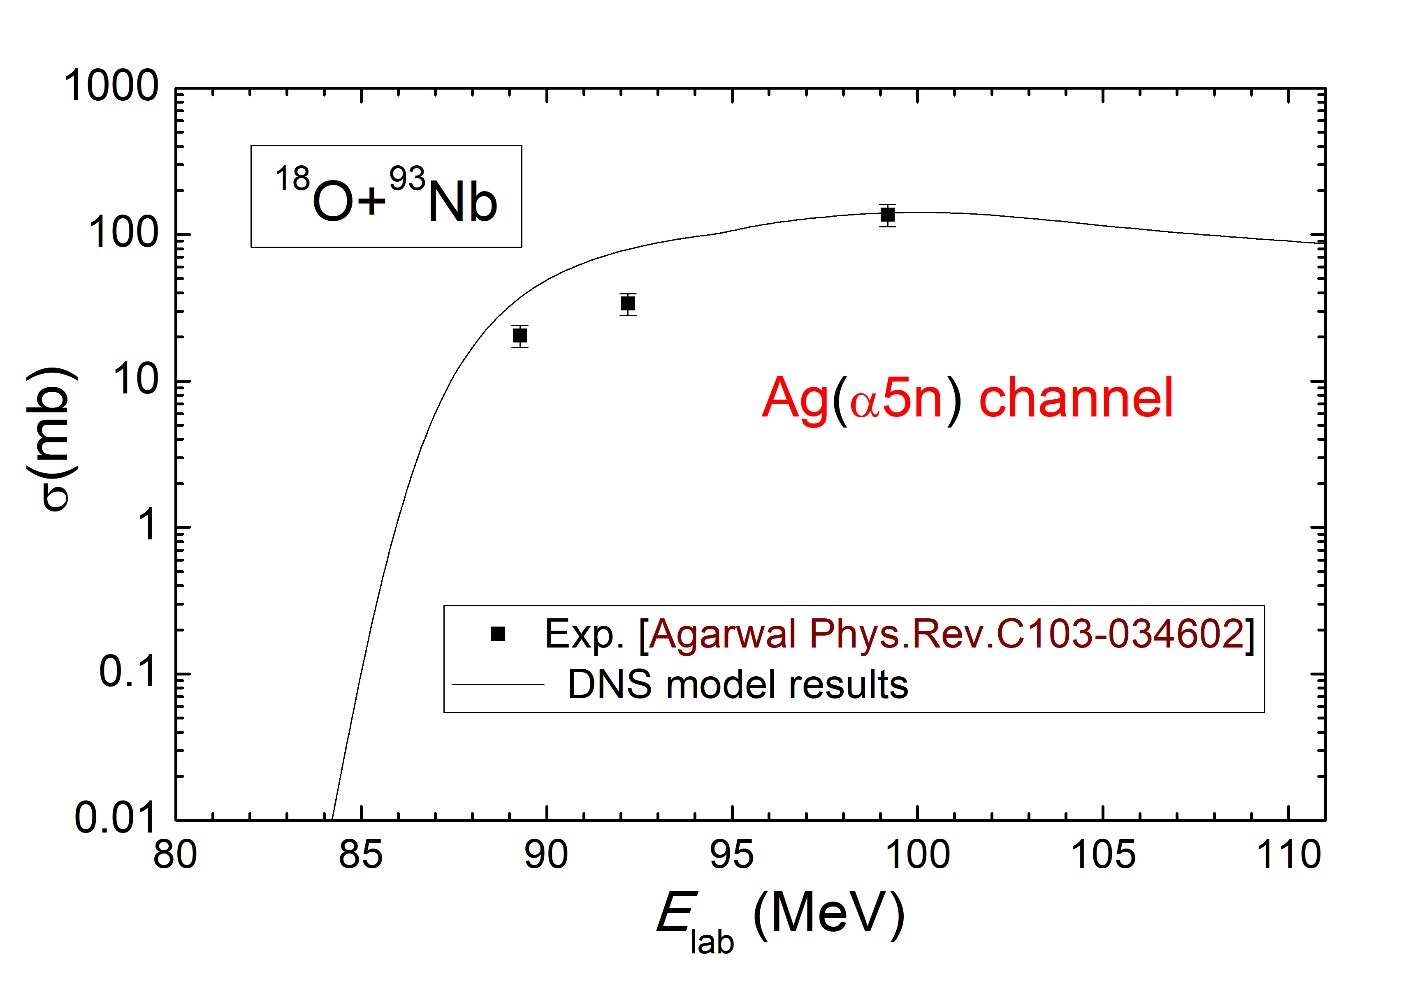 1000
100
10
1
0.1
0.01
σ(mb)
¹⁸O+⁹³Nb
Ag(α5n) channel
Exp. [Agarwal Phys.Rev.C103-034602]
DNS model results
80 85 90 95 100 105 110
E_lab (MeV)